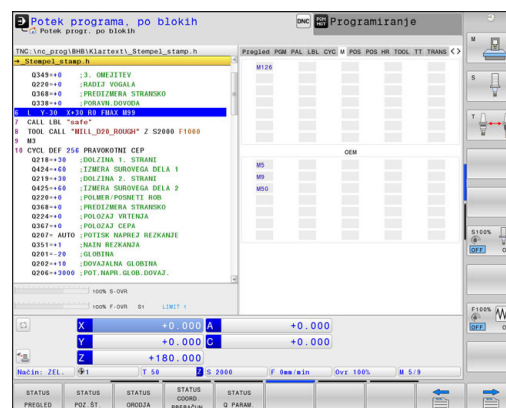 Potek programa, po blokih
Potek progr. po blokih
DNC
Programiranje
TNC:\nc_prog\BHB\Klartext\_Stempel_stamp.h
→_Stempel_stamp.h
Q349=+0 ;3. OMEJITEV
Q220=+0 ;RADIJ VOGALA
Q368=+0 ;PREDIZMERA STRANSKO
Q338=+0 ;PORAVN.DOVODA
6 L Y-30 X+30 R0 FMAX M99
7 CALL LBL "safe"
8 TOOL CALL "MILL_D20_ROUGH" Z S2000 F1000
9 M3
10 CYCL DEF 256 PRAVOKOTNI CEP
Q218=+30 ;DOLZINA 1. STRANI
Q424=+60 ;IZMERA SUROVEGA DELA 1
Q219=+30 ;DOLZINA 2. STRANI
Q425=+60 ;IZMERA SUROVEGA DELA 2
Q220=+0 ;POLMER/POSNETI ROB
Q368=+0 ;PREDIZMERA STRANSKO
Q224=+0 ;POLOZAJ VRTENJA
Q367=+0 ;POLOZAJ CEPA
Q207= AUTO ;POTISK NAPREJ REZKANJE
Q351=+1 ;NAIN REZKANJA
Q201=-20 ;GLOBINA
Q202=+10 ;DOVAJALNA GLOBINA
Q206=+3000 ;POT.NAPR.GLOB.DOVAJ.
Pregled PGM PAL LBL CYC M POS POS HR TOOL TT TRANS
M126
OEM
M5
M9
M50
100% S-OVR
100% F-OVR S1 LIMIT 1
X +0.000 A +0.000
Y +0.000 C +0.000
Z +180.000
Način: ŽEL. 1 T 50 Z S 2000 F 0mm/min Ovr 100% M 5/9
M
S
T
S100%
OFF
F100%
OFF
STATUS PREGLED
STATUS POZ.ŠT.
STATUS ORODJA
STATUS COORD. PRERAČUN.
STATUS Q PARAM.